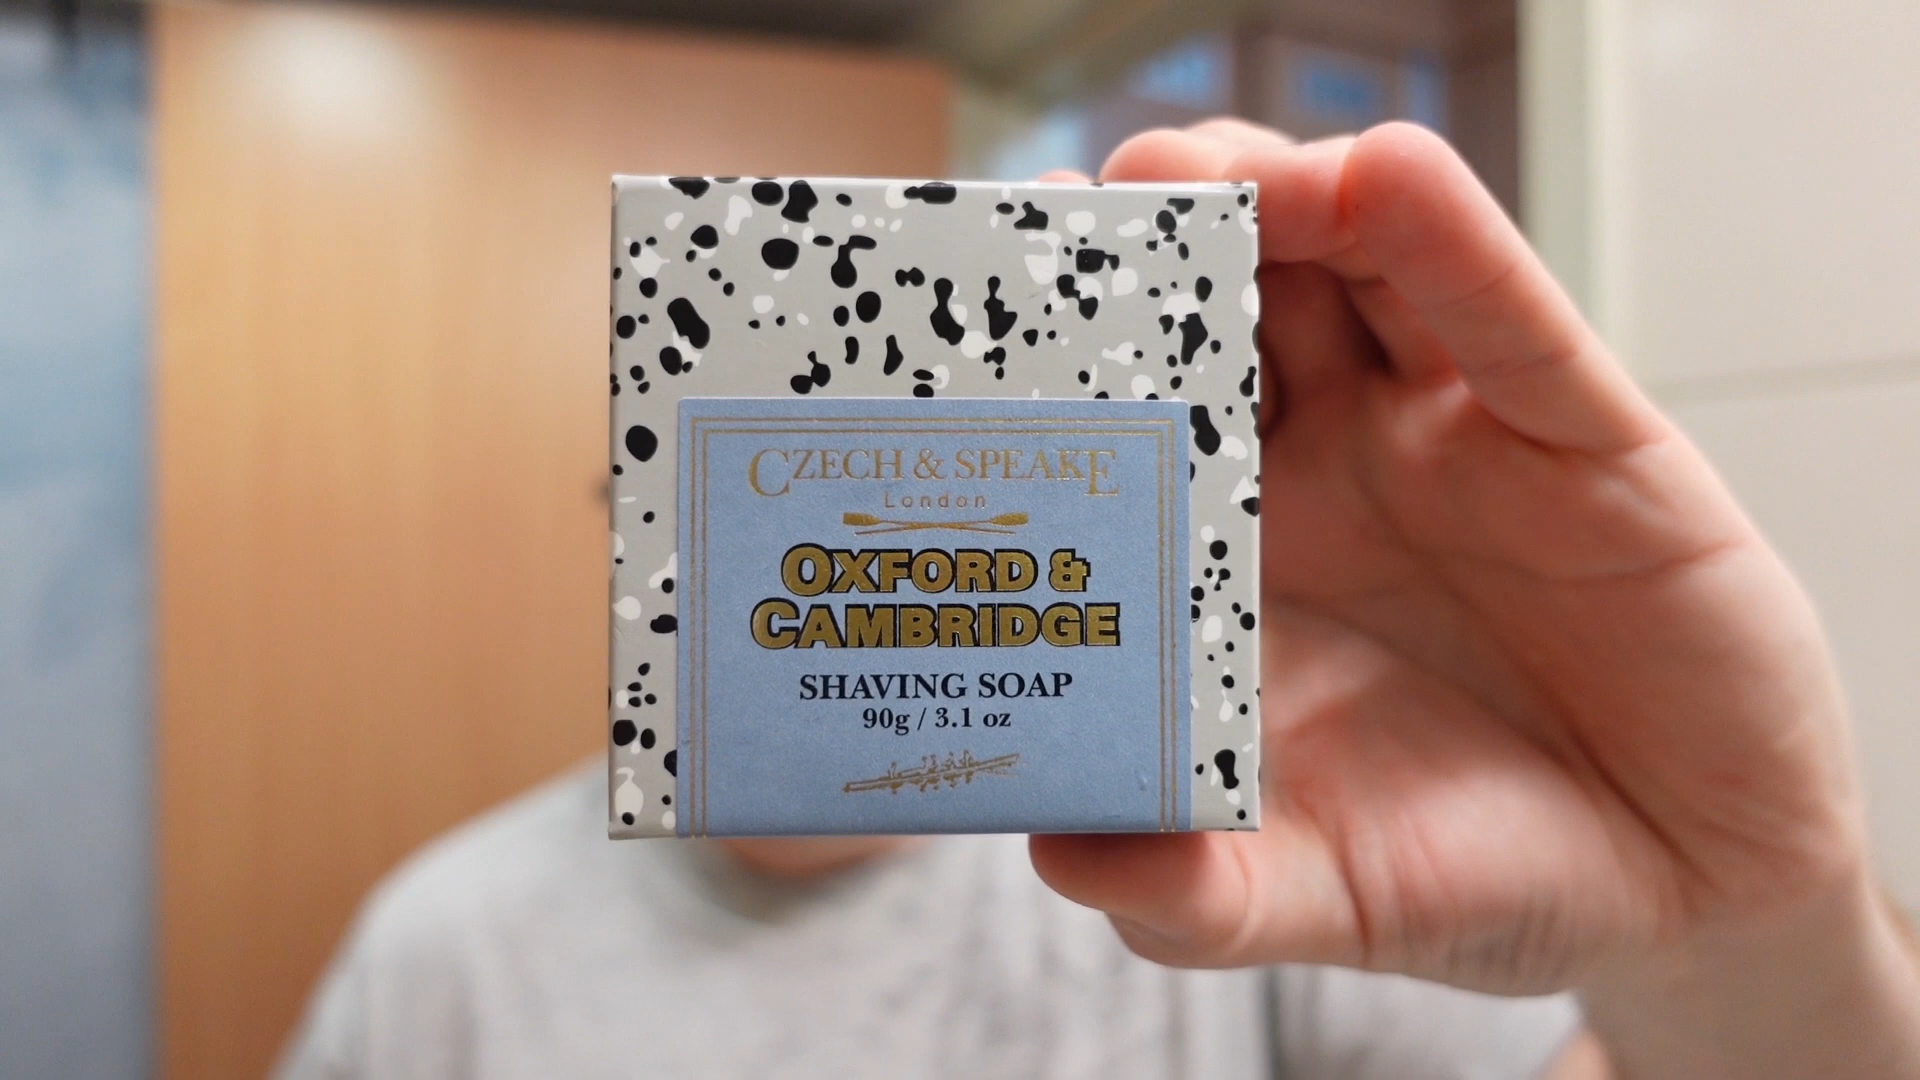 CZECH & SPEAKE
London
OXFORD &
CAMBRIDGE
SHAVING SOAP
90g / 3.1 oz